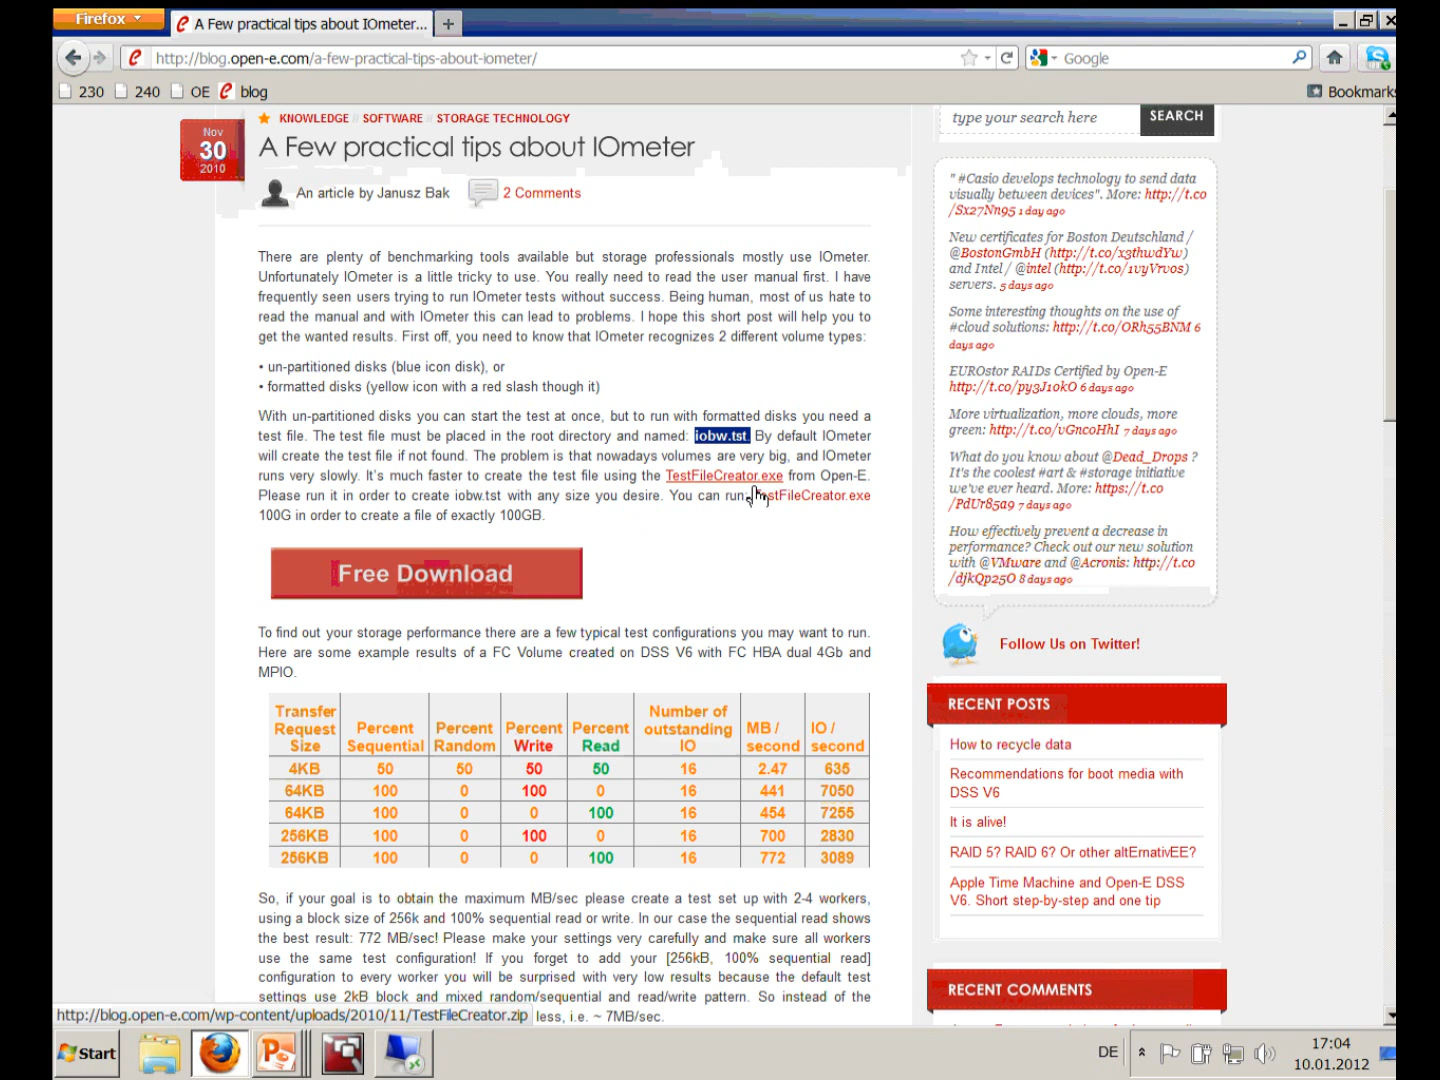 Firefox
A Few practical tips about IOmeter...
http://blog.open-e.com/a-few-practical-tips-about-iometer/
Google
230
240
OE
blog
Bookmarks
KNOWLEDGE // SOFTWARE // STORAGE TECHNOLOGY
Nov
30
2010
A Few practical tips about IOmeter
An article by Janusz Bak
2 Comments
There are plenty of benchmarking tools available but storage professionals mostly use IOmeter.
Unfortunately IOmeter is a little tricky to use. You really need to read the user manual first. I have
frequently seen users trying to run IOmeter tests without success. Being human, most of us hate to
read the manual and with IOmeter this can lead to problems. I hope this short post will help you to
get the wanted results. First off, you need to know that IOmeter recognizes 2 different volume types:
• un-partitioned disks (blue icon disk), or
• formatted disks (yellow icon with a red slash though it)
With un-partitioned disks you can start the test at once, but to run with formatted disks you need a
test file. The test file must be placed in the root directory and named: iobw.tst. By default IOmeter
will create the test file if not found. The problem is that nowadays volumes are very big, and IOmeter
runs very slowly. It's much faster to create the test file using the TestFileCreator.exe from Open-E.
Please run it in order to create iobw.tst with any size you desire. You can run TestFileCreator.exe
100G in order to create a file of exactly 100GB.
Free Download
To find out your storage performance there are a few typical test configurations you may want to run.
Here are some example results of a FC Volume created on DSS V6 with FC HBA dual 4Gb and
MPIO.
Transfer Request Size | Percent Sequential | Percent Random | Percent Write | Percent Read | Number of outstanding IO | MB / second | IO / second
4KB 50 50 50 50 16 2.47 635
64KB 100 0 100 0 16 441 7050
64KB 100 0 0 100 16 454 7255
256KB 100 0 100 0 16 700 2830
256KB 100 0 0 100 16 772 3089
So, if your goal is to obtain the maximum MB/sec please create a test set up with 2-4 workers,
using a block size of 256k and 100% sequential read or write. In our case the sequential read shows
the best result: 772 MB/sec! Please make your settings very carefully and make sure all workers
use the same test configuration! If you forget to add your [256kB, 100% sequential read]
configuration to every worker you will be surprised with very low results because the default test
settings use 2kB block and mixed random/sequential and read/write pattern. So instead of the
less, i.e. ~ 7MB/sec.
http://blog.open-e.com/wp-content/uploads/2010/11/TestFileCreator.zip
type your search here
SEARCH
" #Casio develops technology to send data
visually between devices". More: http://t.co
/Sx27Nn95 1 day ago
New certificates for Boston Deutschland /
@BostonGmbH (http://t.co/x3thwdYw)
and Intel / @intel (http://t.co/1vyVrvos)
servers. 5 days ago
Some interesting thoughts on the use of
#cloud solutions: http://t.co/ORh55BNM 6
days ago
EUROstor RAIDs Certified by Open-E
http://t.co/py3J1okO 6 days ago
More virtualization, more clouds, more
green: http://t.co/vGncoHhI 7 days ago
What do you know about @Dead_Drops ?
It's the coolest #art & #storage initiative
we've ever heard. More: https://t.co
/PdUr85a9 7 days ago
How effectively prevent a decrease in
performance? Check out our new solution
with @VMware and @Acronis: http://t.co
/djkQp25O 8 days ago
Follow Us on Twitter!
RECENT POSTS
How to recycle data
Recommendations for boot media with
DSS V6
It is alive!
RAID 5? RAID 6? Or other altErnativEE?
Apple Time Machine and Open-E DSS
V6. Short step-by-step and one tip
RECENT COMMENTS
Start
DE
17:04
10.01.2012